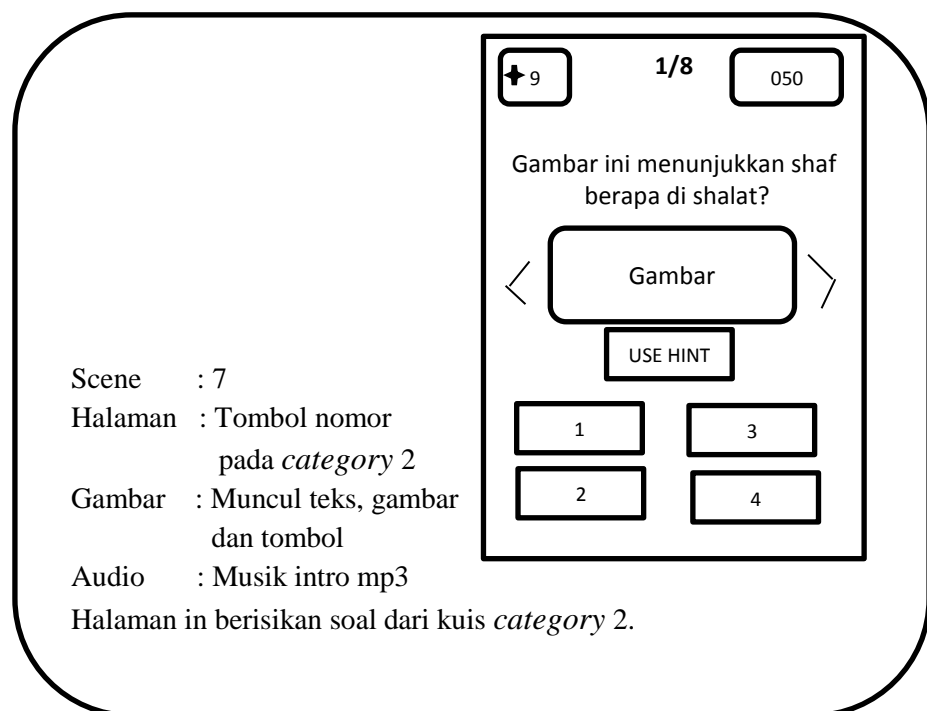 9
1/8
050
Gambar ini menunjukkan shaf
berapa di shalat?
Gambar
USE HINT
1
3
2
4
Scene : 7
Halaman : Tombol nomor
pada category 2
Gambar : Muncul teks, gambar
dan tombol
Audio : Musik intro mp3
Halaman in berisikan soal dari kuis category 2.